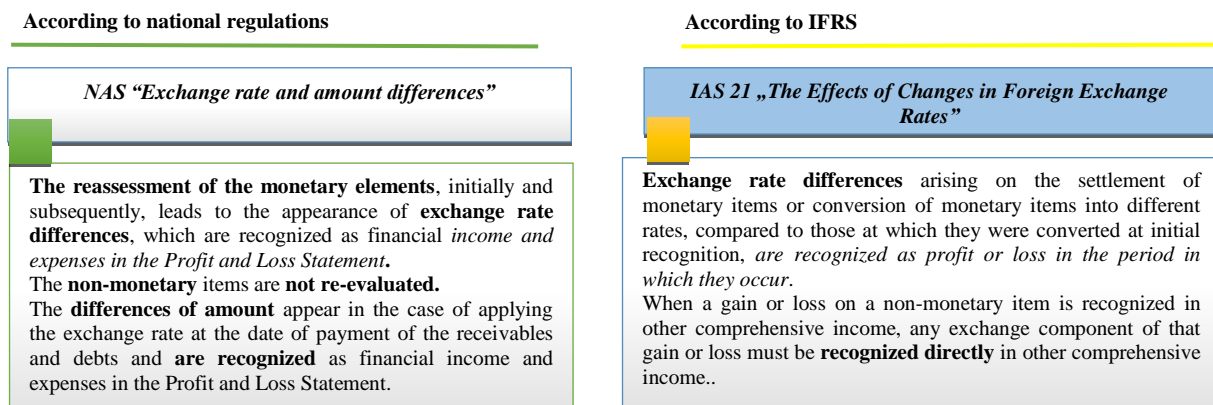 According to national regulations
NAS “Exchange rate and amount differences”
The reassessment of the monetary elements, initially and
subsequently, leads to the appearance of exchange rate
differences, which are recognized as financial income and
expenses in the Profit and Loss Statement.
The non-monetary items are not re-evaluated.
The differences of amount appear in the case of applying
the exchange rate at the date of payment of the receivables
and debts and are recognized as financial income and
expenses in the Profit and Loss Statement.
According to IFRS
IAS 21 „The Effects of Changes in Foreign Exchange
Rates”
Exchange rate differences arising on the settlement of
monetary items or conversion of monetary items into different
rates, compared to those at which they were converted at initial
recognition, are recognized as profit or loss in the period in
which they occur.
When a gain or loss on a non-monetary item is recognized in
other comprehensive income, any exchange component of that
gain or loss must be recognized directly in other comprehensive
income..